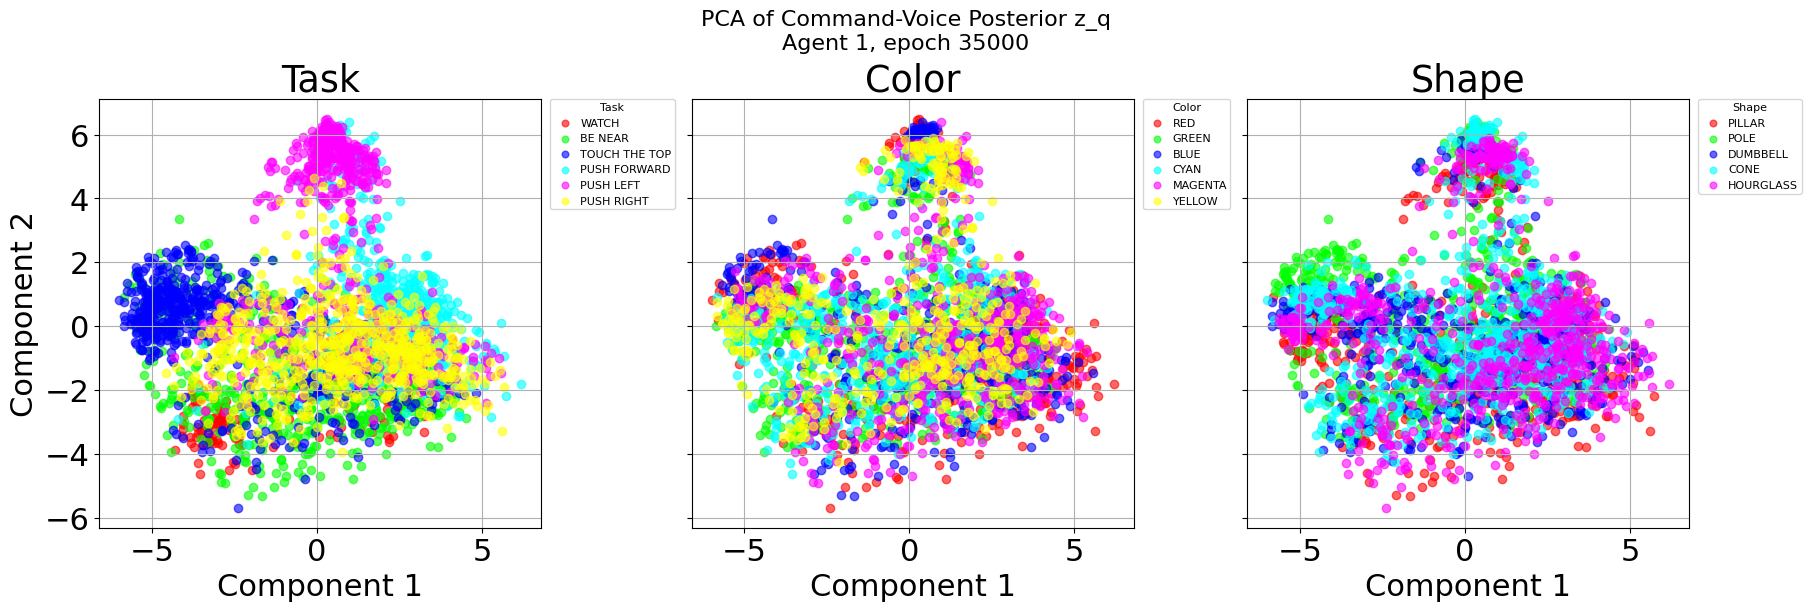 PCA of Command-Voice Posterior z_q
Agent 1, epoch 35000
Task
Color
Shape
Task
WATCH
BE NEAR
TOUCH THE TOP
PUSH FORWARD
PUSH LEFT
PUSH RIGHT
Color
RED
GREEN
BLUE
CYAN
MAGENTA
YELLOW
Shape
PILLAR
POLE
DUMBBELL
CONE
HOURGLASS
Component 2
6
4
2
0
−2
−4
−6
−5 0 5
−5 0 5
−5 0 5
Component 1
Component 1
Component 1